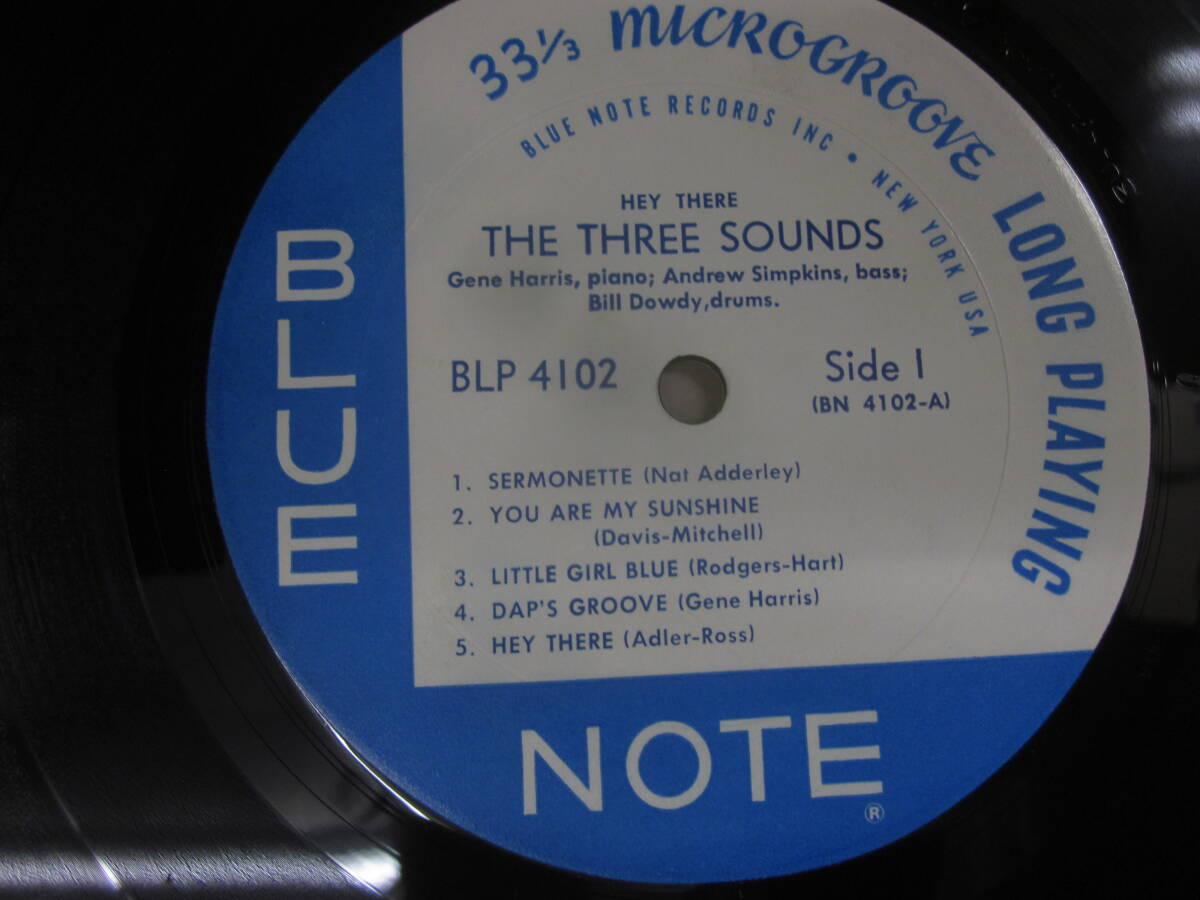 33⅓ MICROGROOVE LONG PLAYING
BLUE NOTE RECORDS INC • NEW YORK USA
HEY THERE
THE THREE SOUNDS
Gene Harris, piano; Andrew Simpkins, bass;
Bill Dowdy,drums.
BLP 4102
Side 1
(BN 4102-A)
1. SERMONETTE (Nat Adderley)
2. YOU ARE MY SUNSHINE
(Davis-Mitchell)
3. LITTLE GIRL BLUE (Rodgers-Hart)
4. DAP'S GROOVE (Gene Harris)
5. HEY THERE (Adler-Ross)
BLUE
NOTE
®